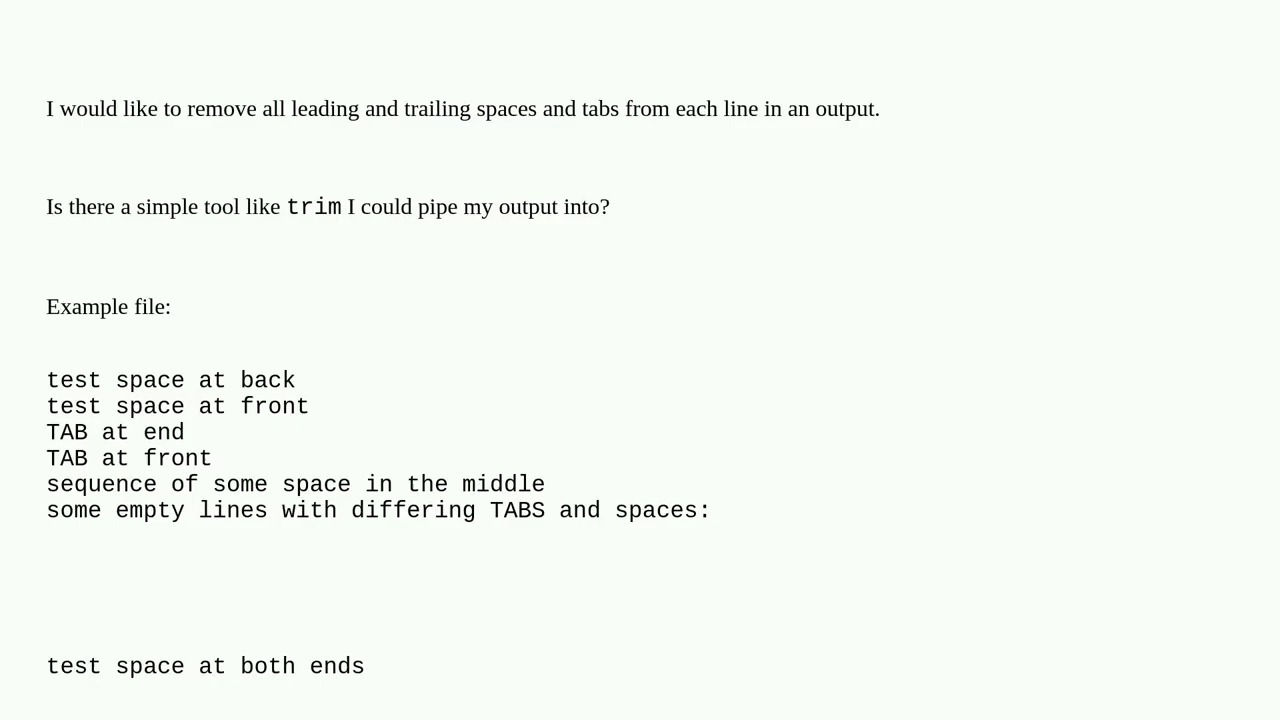 I would like to remove all leading and trailing spaces and tabs from each line in an output.
Is there a simple tool like trim I could pipe my output into?
Example file:
test space at back
test space at front
TAB at end
TAB at front
sequence of some space in the middle
some empty lines with differing TABS and spaces:
test space at both ends